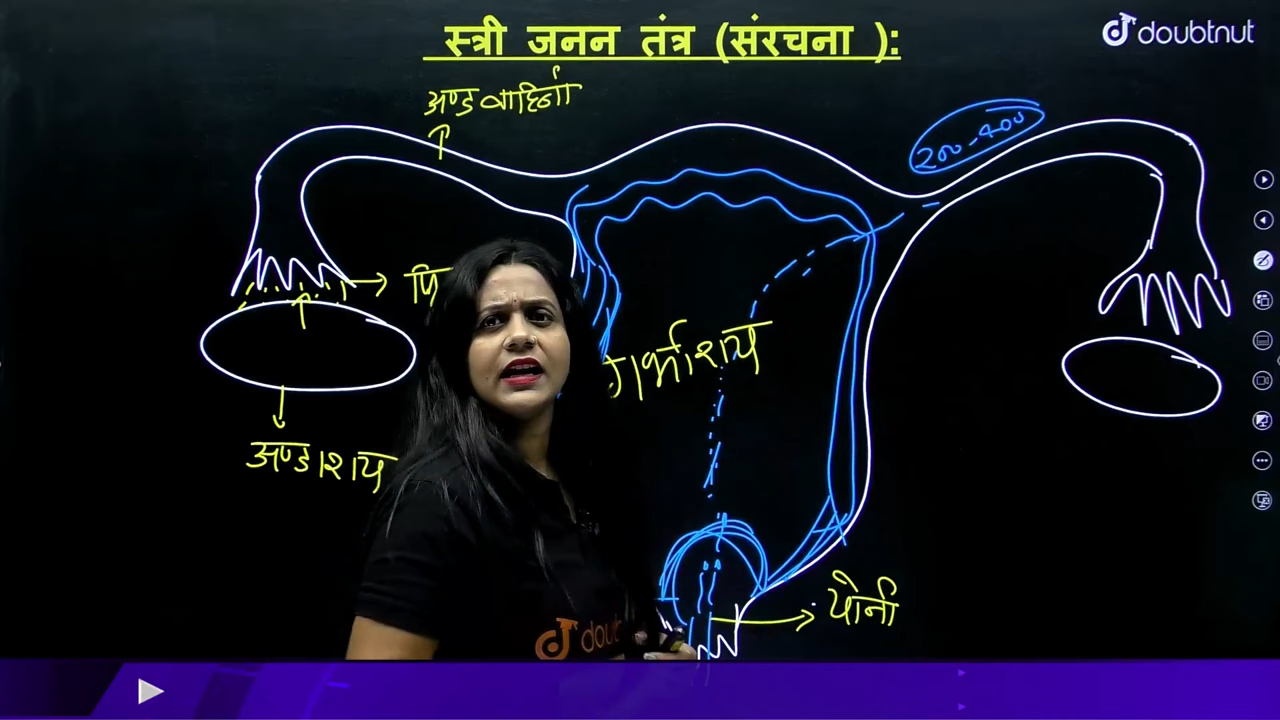 स्त्री जनन तंत्र (संरचना ):
doubtnut
अण्डवाहिनी
200-400
गर्भाशय
अण्डाशय
योनी